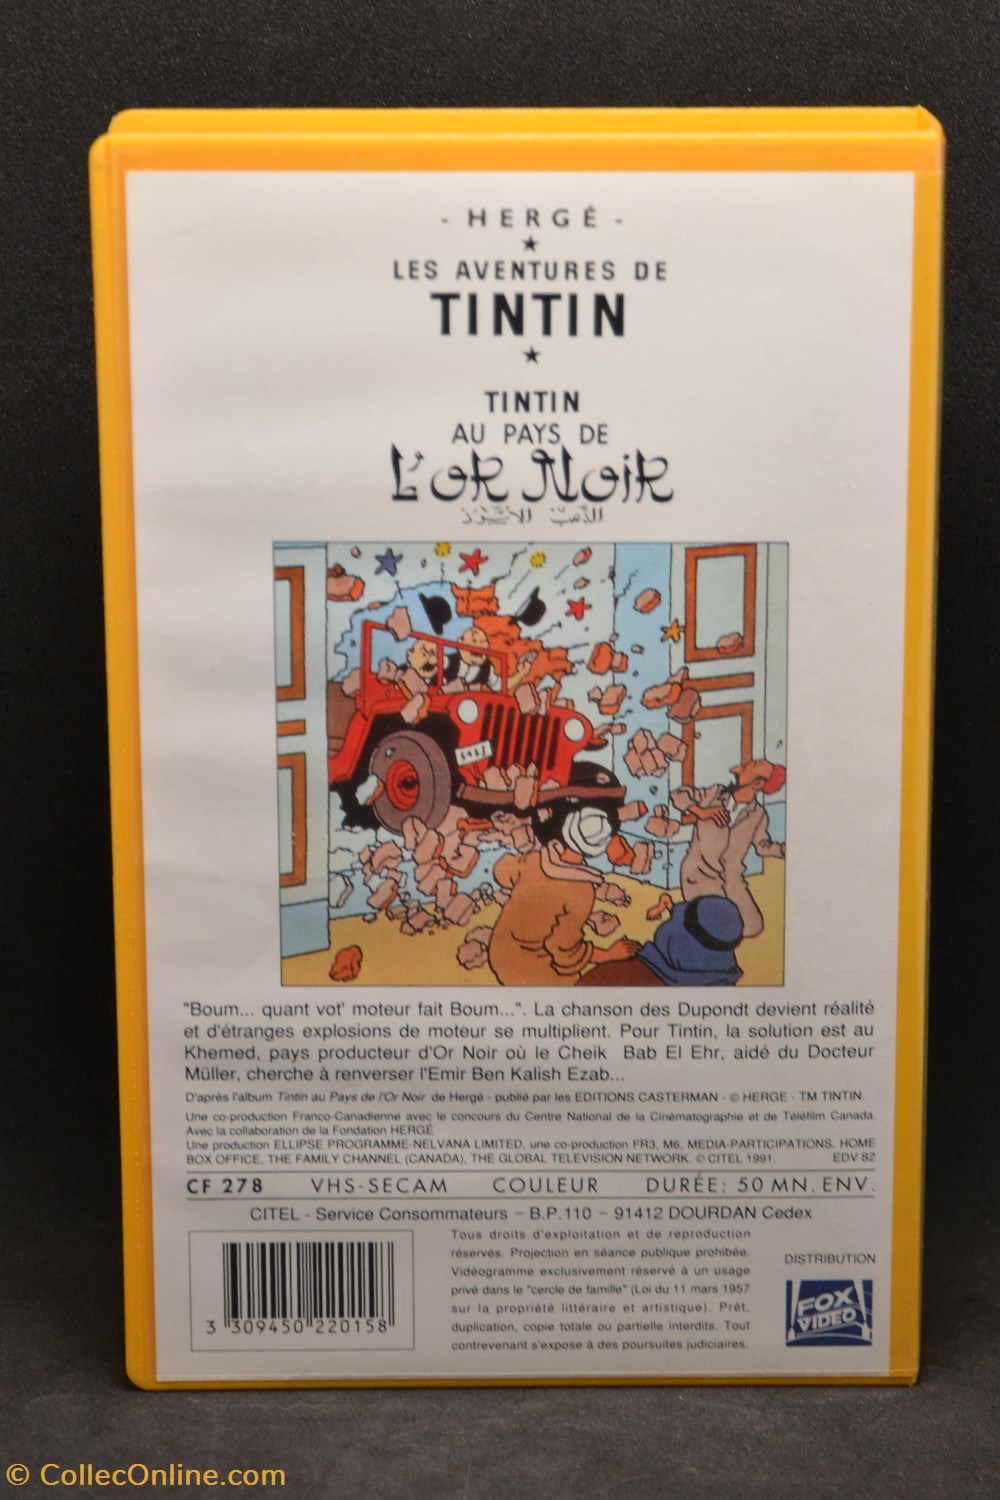 - HERGÉ -
LES AVENTURES DE
TINTIN
TINTIN
AU PAYS DE
L'OR NOIR
الذهب الأسود
5435
"Boum... quant vot' moteur fait Boum...". La chanson des Dupondt devient réalité
et d'étranges explosions de moteur se multiplient. Pour Tintin, la solution est au
Khemed, pays producteur d'Or Noir où le Cheik Bab El Ehr, aidé du Docteur
Müller, cherche à renverser l'Emir Ben Kalish Ezab...
D'après l'album Tintin au Pays de l'Or Noir de Hergé - publié par les EDITIONS CASTERMAN - © HERGE - TM TINTIN.
Une co-production Franco-Canadienne avec le concours du Centre National de la Cinématographie et de Téléfilm Canada.
Avec la collaboration de la Fondation HERGÉ
Une production ELLIPSE PROGRAMME-NELVANA LIMITED, une co-production FR3, M6, MEDIA-PARTICIPATIONS, HOME
BOX OFFICE, THE FAMILY CHANNEL (CANADA), THE GLOBAL TELEVISION NETWORK. © CITEL 1991. EDV 82
CF 278 VHS-SECAM COULEUR DURÉE: 50 MN. ENV.
CITEL - Service Consommateurs - B.P. 110 - 91412 DOURDAN Cedex
Tous droits d'exploitation et de reproduction
réservés. Projection en séance publique prohibée.
Vidéogramme exclusivement réservé à un usage
privé dans le "cercle de famille" (Loi du 11 mars 1957
sur la propriété littéraire et artistique). Prêt,
duplication, copie totale ou partielle interdits. Tout
contrevenant s'expose à des poursuites judiciaires.
3 309450 220158
DISTRIBUTION
FOX
VIDEO
© CollecOnline.com